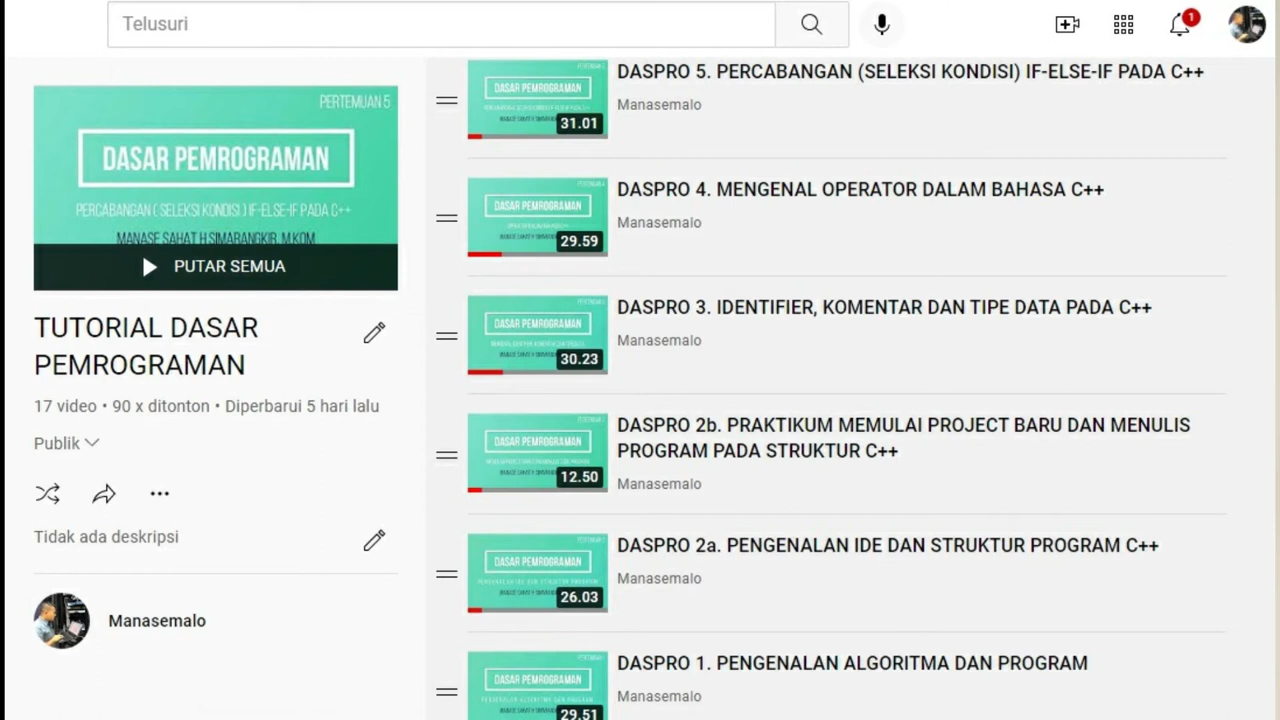 Telusuri
1
PERTEMUAN 5
DASAR PEMROGRAMAN
PERCABANGAN ( SELEKSI KONDISI ) IF-ELSE-IF PADA C++
MANASE SAHAT H SIMARANGKIR, M.KOM
PUTAR SEMUA
TUTORIAL DASAR
PEMROGRAMAN
17 video • 90 x ditonton • Diperbarui 5 hari lalu
Publik
Tidak ada deskripsi
Manasemalo
DASAR PEMROGRAMAN
31.01
DASPRO 5. PERCABANGAN (SELEKSI KONDISI) IF-ELSE-IF PADA C++
Manasemalo
DASAR PEMROGRAMAN
29.59
DASPRO 4. MENGENAL OPERATOR DALAM BAHASA C++
Manasemalo
DASAR PEMROGRAMAN
30.23
DASPRO 3. IDENTIFIER, KOMENTAR DAN TIPE DATA PADA C++
Manasemalo
DASAR PEMROGRAMAN
12.50
DASPRO 2b. PRAKTIKUM MEMULAI PROJECT BARU DAN MENULIS
PROGRAM PADA STRUKTUR C++
Manasemalo
DASAR PEMROGRAMAN
26.03
DASPRO 2a. PENGENALAN IDE DAN STRUKTUR PROGRAM C++
Manasemalo
DASAR PEMROGRAMAN
29.51
DASPRO 1. PENGENALAN ALGORITMA DAN PROGRAM
Manasemalo